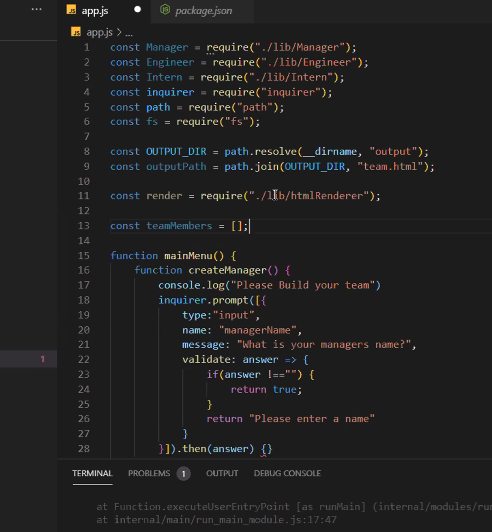 app.js
package.json
app.js > ...
1 const Manager = require("./lib/Manager");
2 const Engineer = require("./lib/Engineer");
3 const Intern = require("./lib/Intern");
4 const inquirer = require("inquirer");
5 const path = require("path");
6 const fs = require("fs");
7
8 const OUTPUT_DIR = path.resolve(__dirname, "output");
9 const outputPath = path.join(OUTPUT_DIR, "team.html");
10
11 const render = require("./lib/htmlRenderer");
12
13 const teamMembers = [];
14
15 function mainMenu() {
16 function createManager() {
17 console.log("Please Build your team")
18 inquirer.prompt([{
19 type:"input",
20 name: "managerName",
21 message: "What is your managers name?",
22 validate: answer => {
23 if(answer !=="") {
24 return true;
25 }
26 return "Please enter a name"
27 }
28 }]).then(answer) {}
1
TERMINAL PROBLEMS 1 OUTPUT DEBUG CONSOLE
at Function.executeUserEntryPoint [as runMain] (internal/modules/run
at internal/main/run_main_module.js:17:47